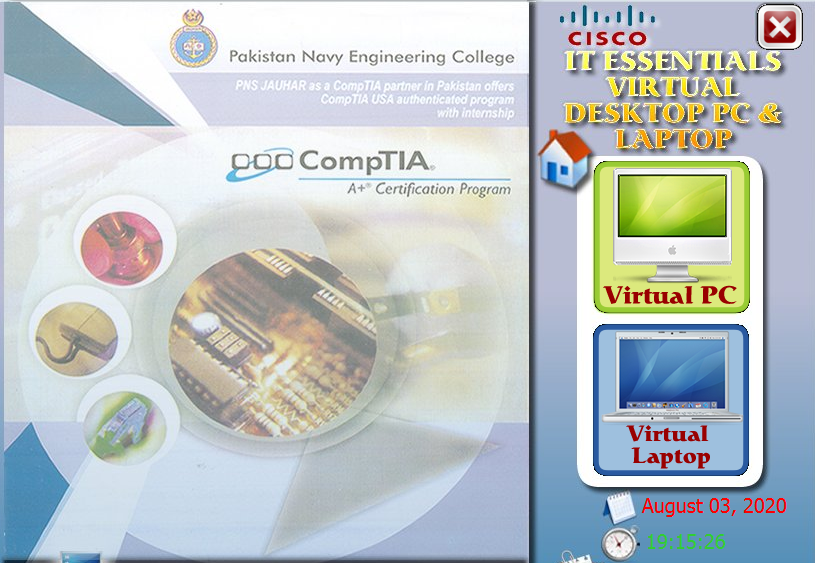 Pakistan Navy Engineering College
PNS JAUHAR as a CompTIA partner in Pakistan offers
CompTIA USA authenticated program
with internship
CompTIA®
A+® Certification Program
CISCO
IT ESSENTIALS
VIRTUAL
DESKTOP PC &
LAPTOP
Virtual PC
Virtual
Laptop
August 03, 2020
19:15:26